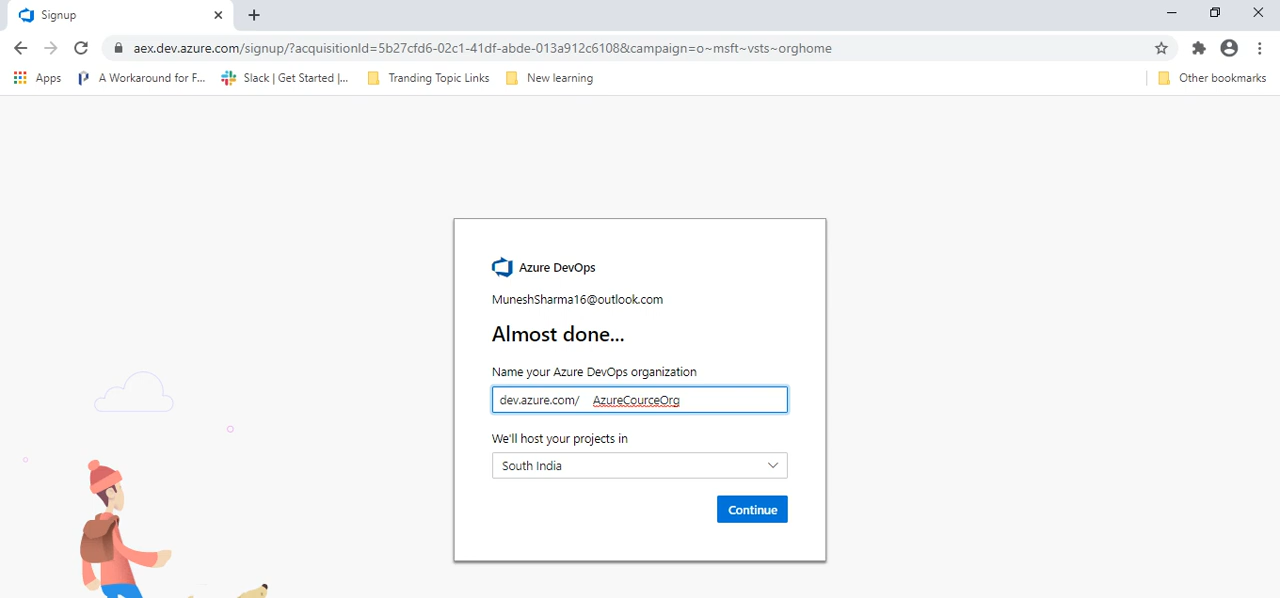 Signup
aex.dev.azure.com/signup/?acquisitionId=5b27cfd6-02c1-41df-abde-013a912c6108&campaign=o~msft~vsts~orghome
Apps A Workaround for F... Slack | Get Started |... Tranding Topic Links New learning Other bookmarks
Azure DevOps
MuneshSharma16@outlook.com
Almost done...
Name your Azure DevOps organization
dev.azure.com/ AzureCourceOrg
We'll host your projects in
South India
Continue